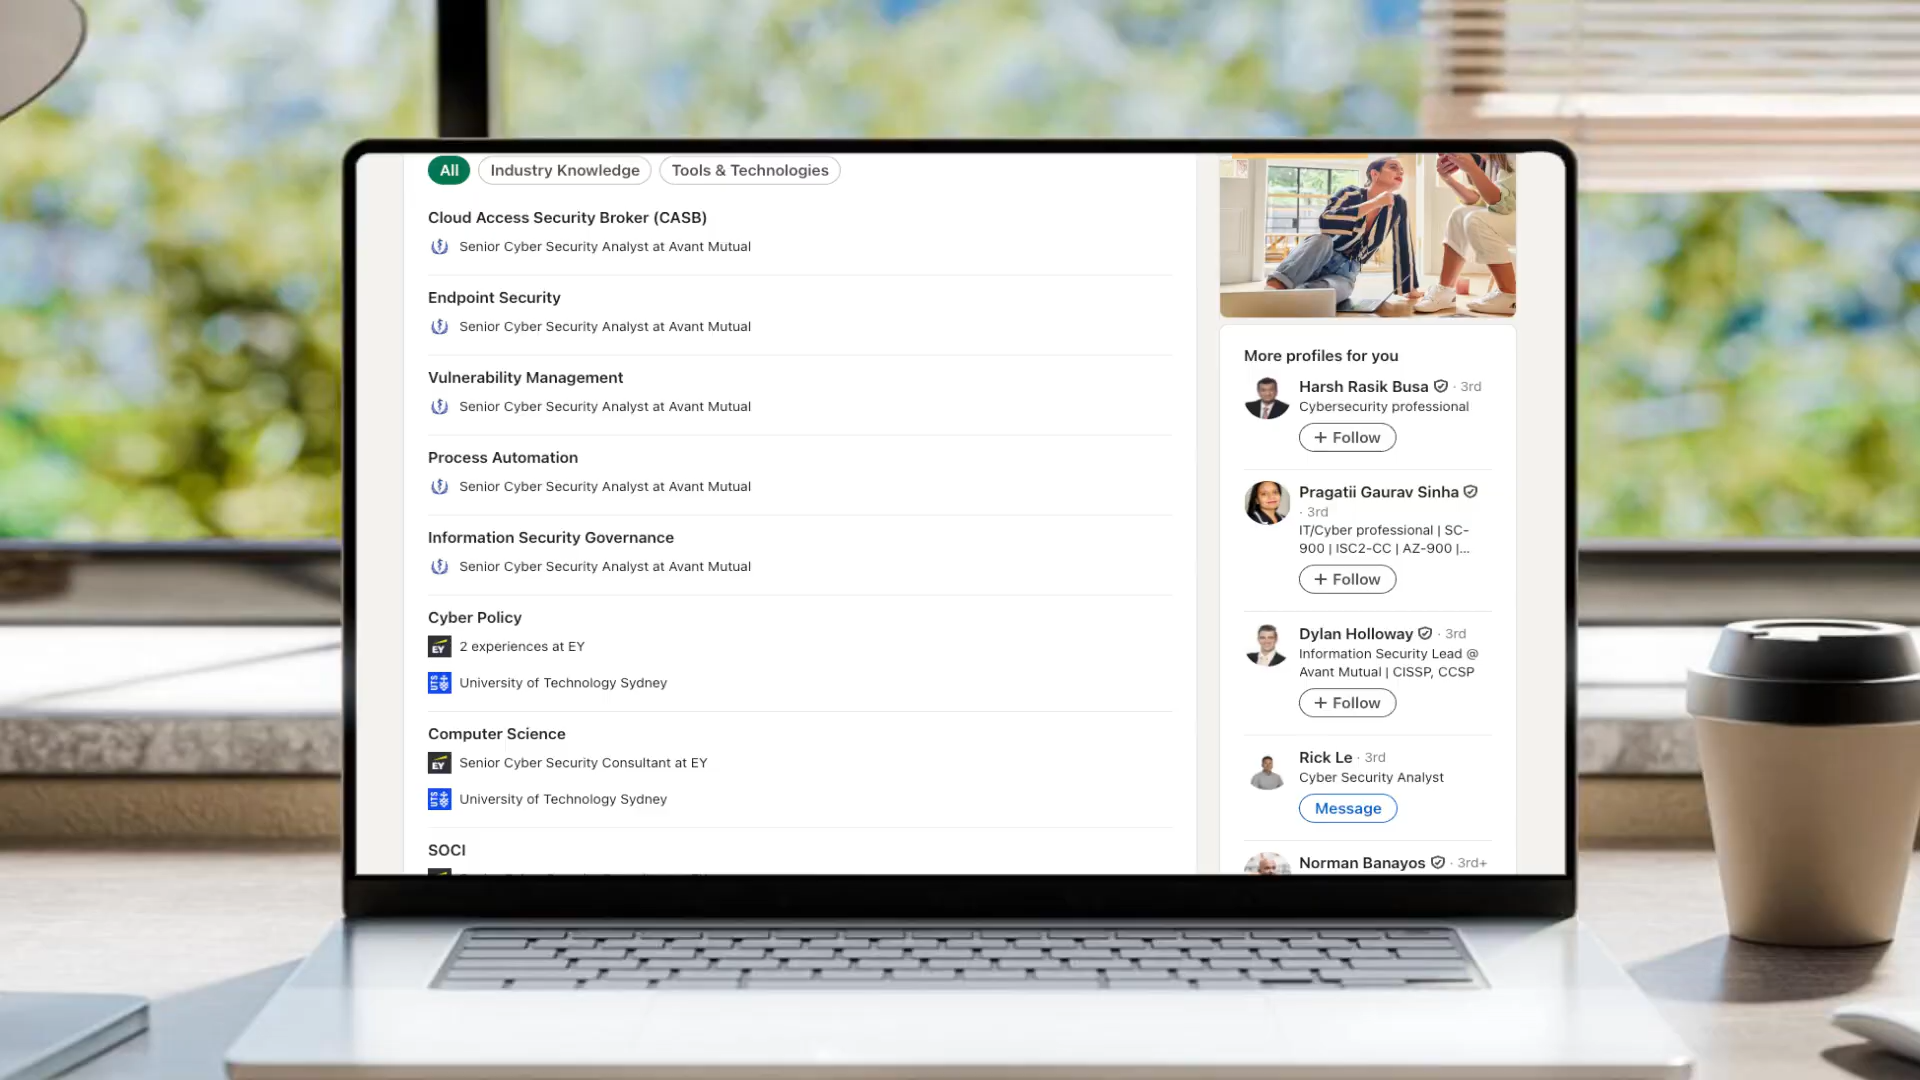 All
Industry Knowledge
Tools & Technologies
Cloud Access Security Broker (CASB)
Senior Cyber Security Analyst at Avant Mutual
Endpoint Security
Senior Cyber Security Analyst at Avant Mutual
Vulnerability Management
Senior Cyber Security Analyst at Avant Mutual
Process Automation
Senior Cyber Security Analyst at Avant Mutual
Information Security Governance
Senior Cyber Security Analyst at Avant Mutual
Cyber Policy
EY
2 experiences at EY
UTS
University of Technology Sydney
Computer Science
EY
Senior Cyber Security Consultant at EY
UTS
University of Technology Sydney
SOCI
More profiles for you
Harsh Rasik Busa · 3rd
Cybersecurity professional
+ Follow
Pragatii Gaurav Sinha
· 3rd
IT/Cyber professional | SC-
900 | ISC2-CC | AZ-900 |...
+ Follow
Dylan Holloway · 3rd
Information Security Lead @
Avant Mutual | CISSP, CCSP
+ Follow
Rick Le · 3rd
Cyber Security Analyst
Message
Norman Banayos · 3rd+